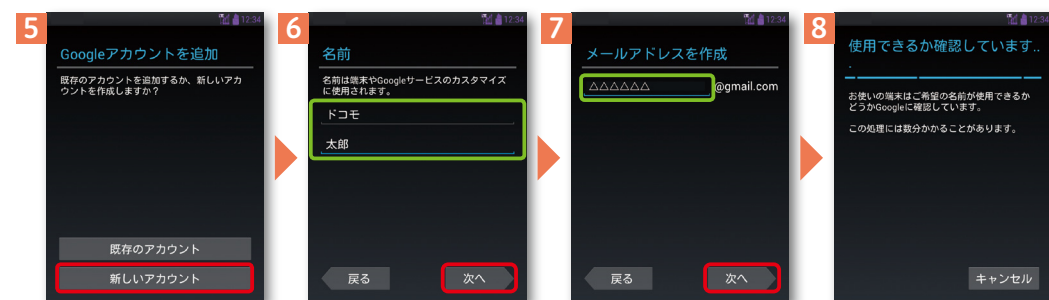 5
12:34
Googleアカウントを追加
既存のアカウントを追加するか、新しいアカ
ウントを作成しますか？
既存のアカウント
新しいアカウント
6
12:34
名前
名前は端末やGoogleサービスのカスタマイズ
に使用されます。
ドコモ
太郎
戻る
次へ
7
12:34
メールアドレスを作成
△△△△△△ @gmail.com
戻る
次へ
8
12:34
使用できるか確認しています..
.
お使いの端末はご希望の名前が使用できるか
どうかGoogleに確認しています。
この処理には数分かかることがあります。
キャンセル